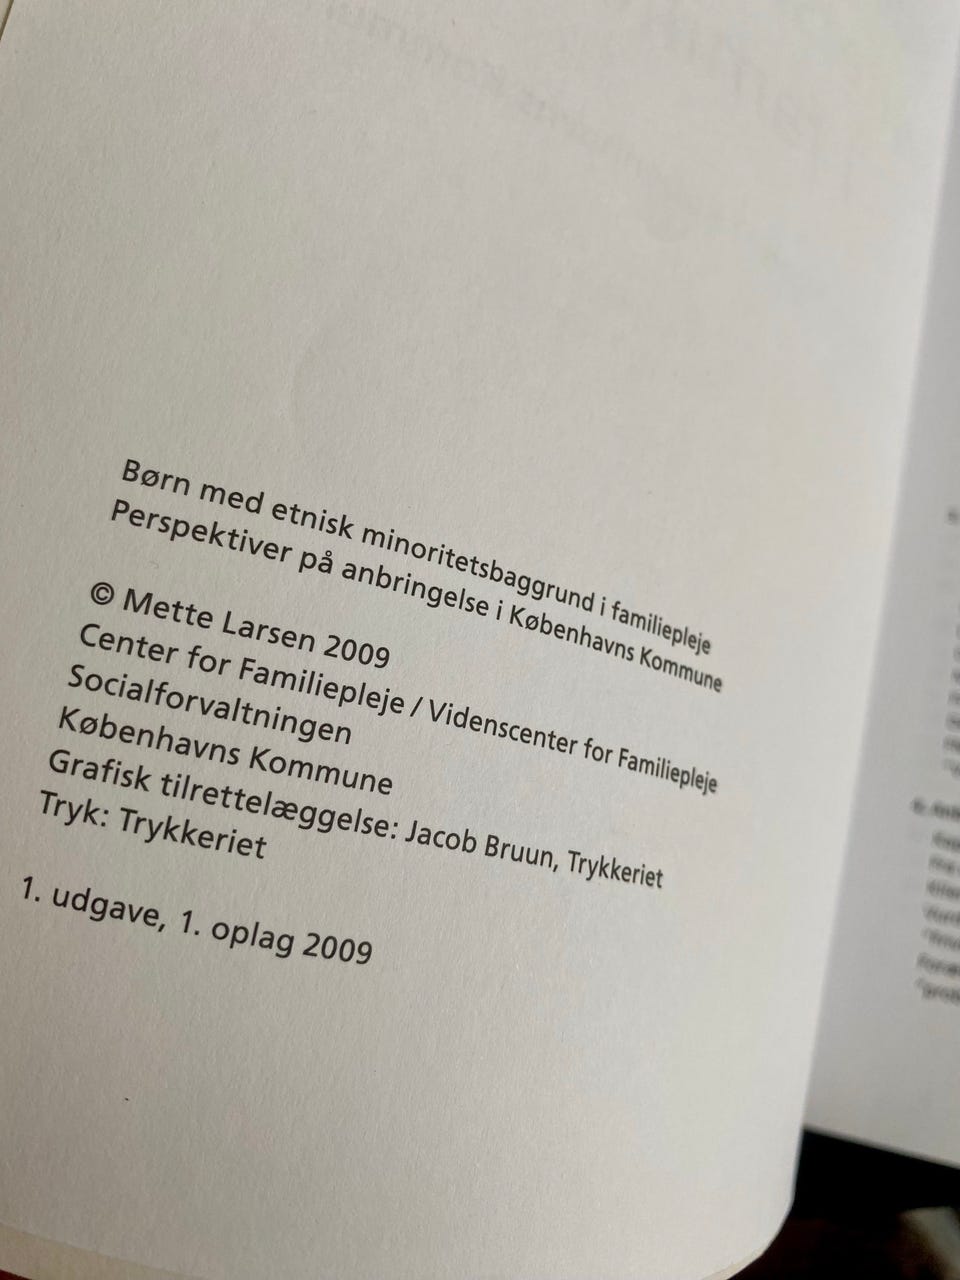 Børn med etnisk minoritetsbaggrund i familiepleje
Perspektiver på anbringelse i Københavns Kommune
© Mette Larsen 2009
Center for Familiepleje / Videnscenter for Familiepleje
Socialforvaltningen
Københavns Kommune
Grafisk tilrettelæggelse: Jacob Bruun, Trykkeriet
Tryk: Trykkeriet
1. udgave, 1. oplag 2009